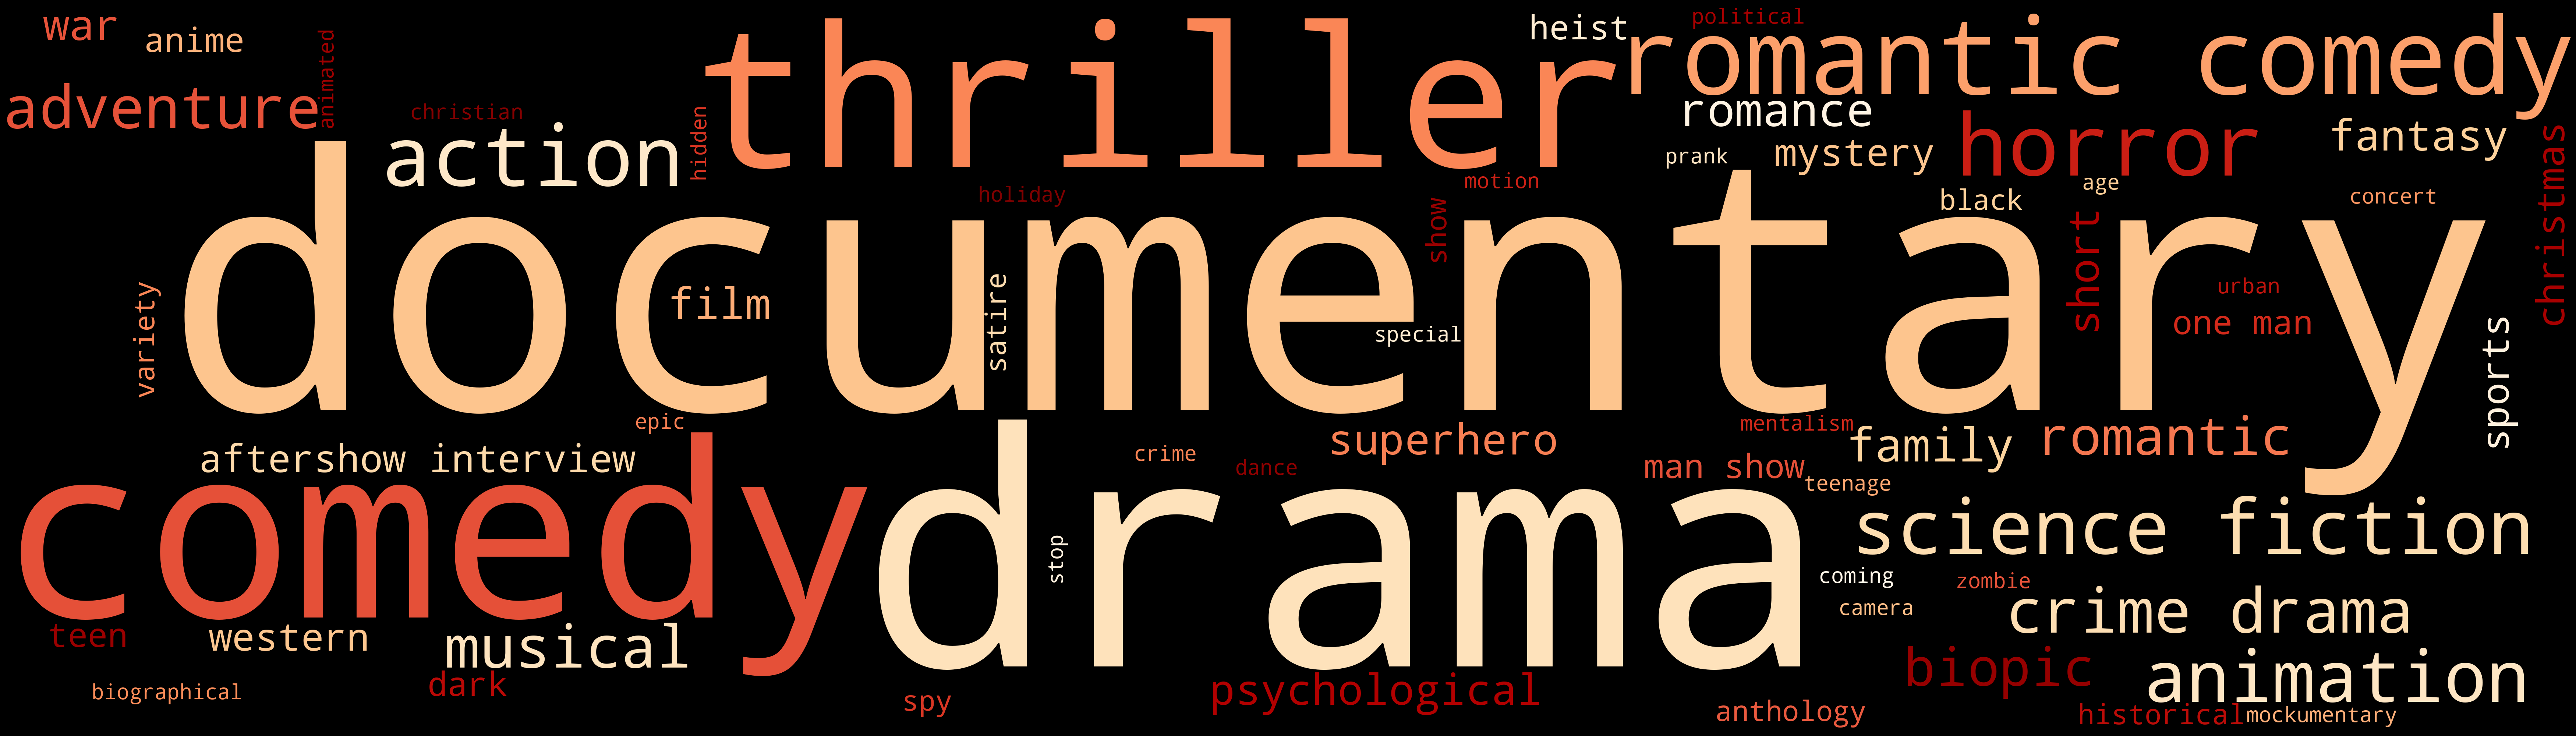 war
anime
animated
adventure
christian
action
hidden
thriller
heist
political
romantic comedy
romance
prank
mystery
horror
fantasy
christmas
holiday
motion
show
black
age
concert
documentary
variety
film
satire
special
short
urban
one man
sports
epic
aftershow interview
crime
dance
superhero
mentalism
man show
teenage
family
romantic
comedy
drama
stop
science fiction
coming
camera
zombie
crime drama
teen
western
musical
dark
biographical
spy
psychological
anthology
biopic
animation
historical
mockumentary